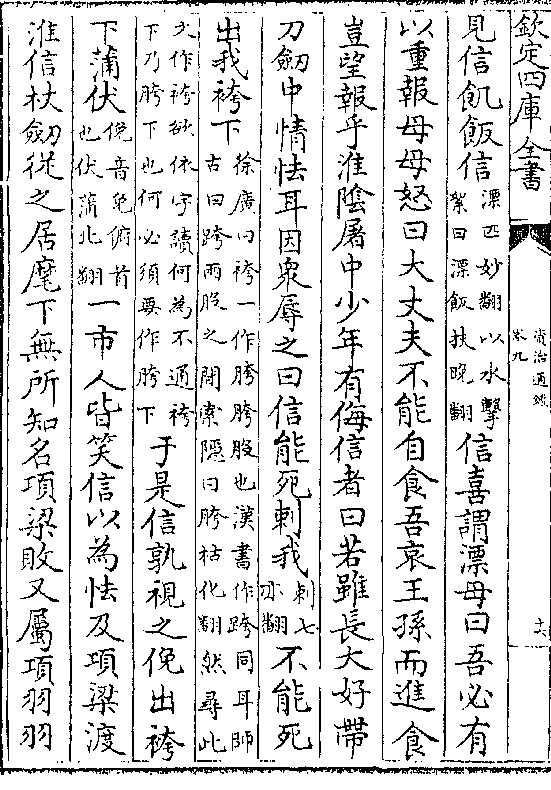 欽定四庫全書
資治通鑑
卷九
十六
見信飢飯信漂匹妙翻以水擊絮曰漂飯扶晚翻信喜謂漂母曰吾必有
以重報母母怒曰大丈夫不能自食吾哀王孫而進食
豈望報乎淮陰屠中少年有侮信者曰若雖長大好帶
刀劔中情怯耳因衆辱之曰信能死刺我刺七亦翻不能死
出我袴下徐廣曰袴一作胯胯股也漢書作跨同耳師古曰跨兩股之間索隱曰胯枯化翻然尋此
文作袴欲依字讀何為不通袴下乃胯下也何必須要作胯下于是信孰視之俛出袴
下蒲伏俛音免俯首也伏蒲北翻一市人皆笑信以為怯及項梁渡
淮信杖劔從之居麾下無所知名項梁敗又屬項羽羽